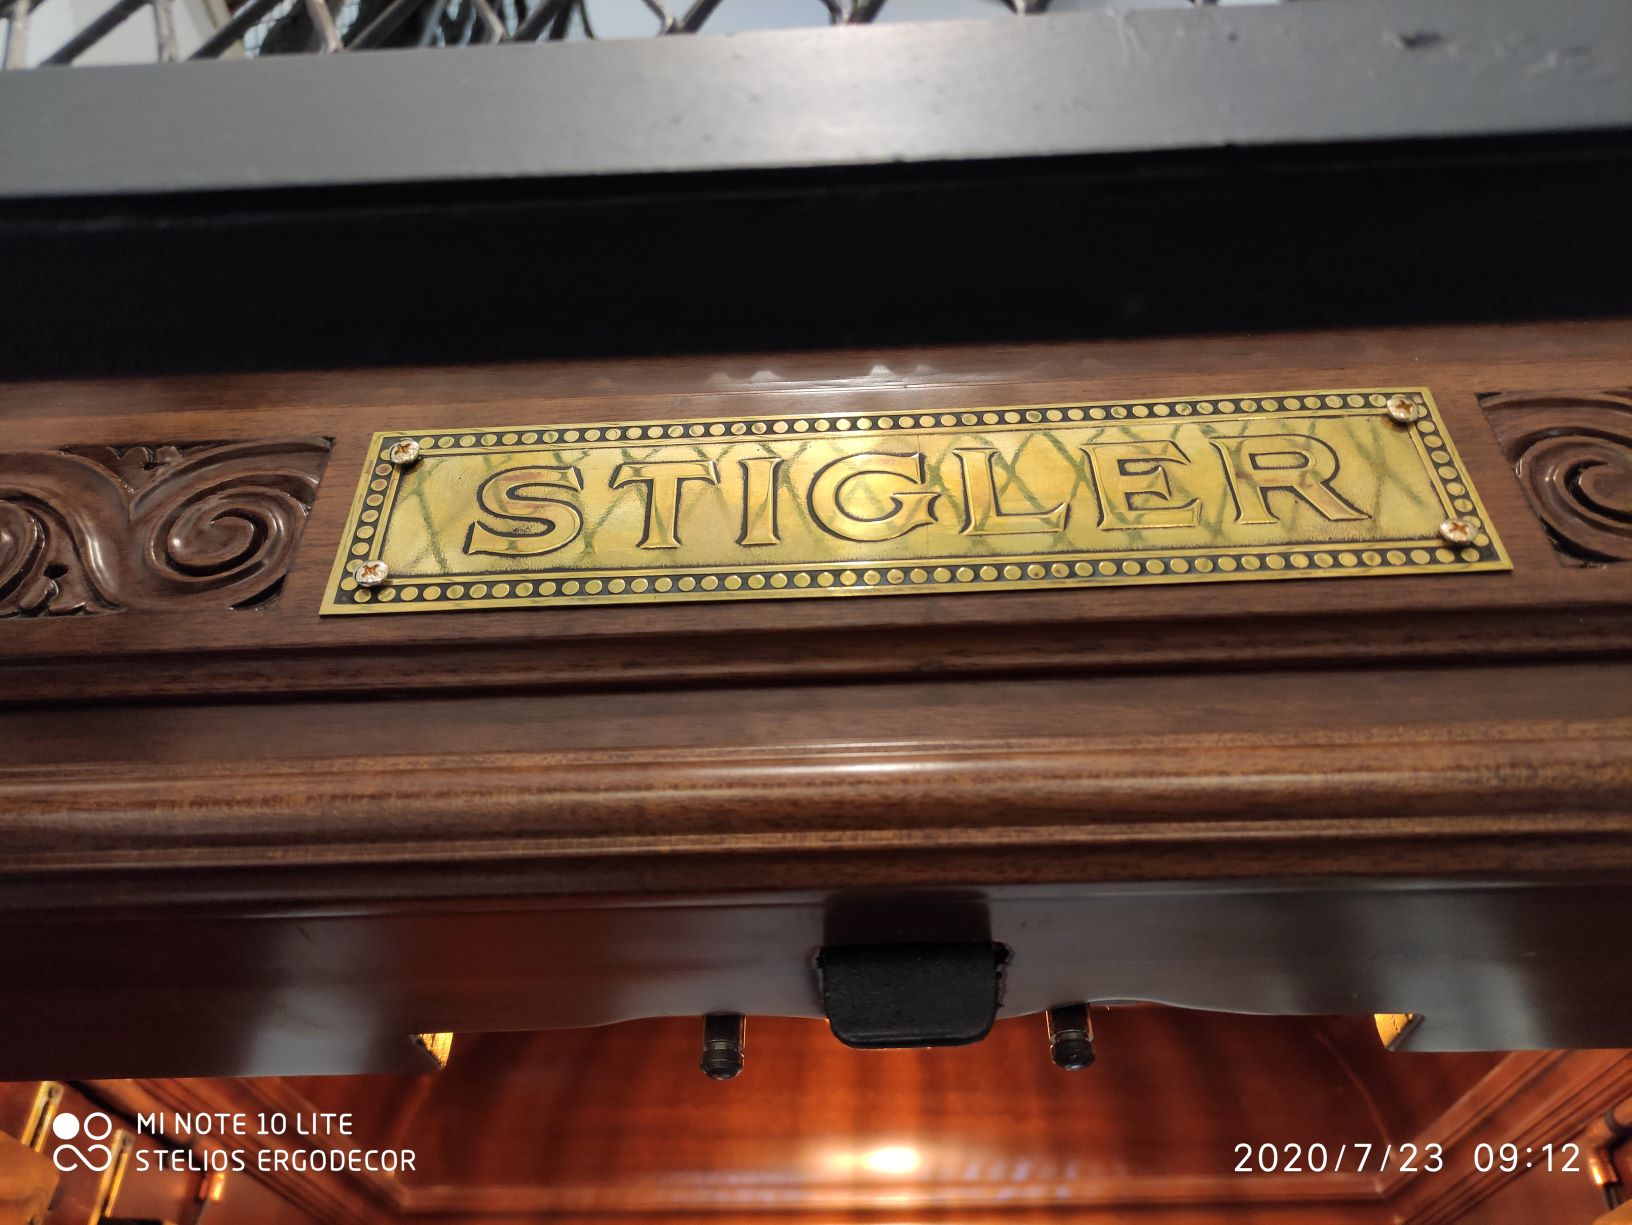 STIGLER
MI NOTE 10 LITE
STELIOS ERGODECOR
2020/7/23 09:12